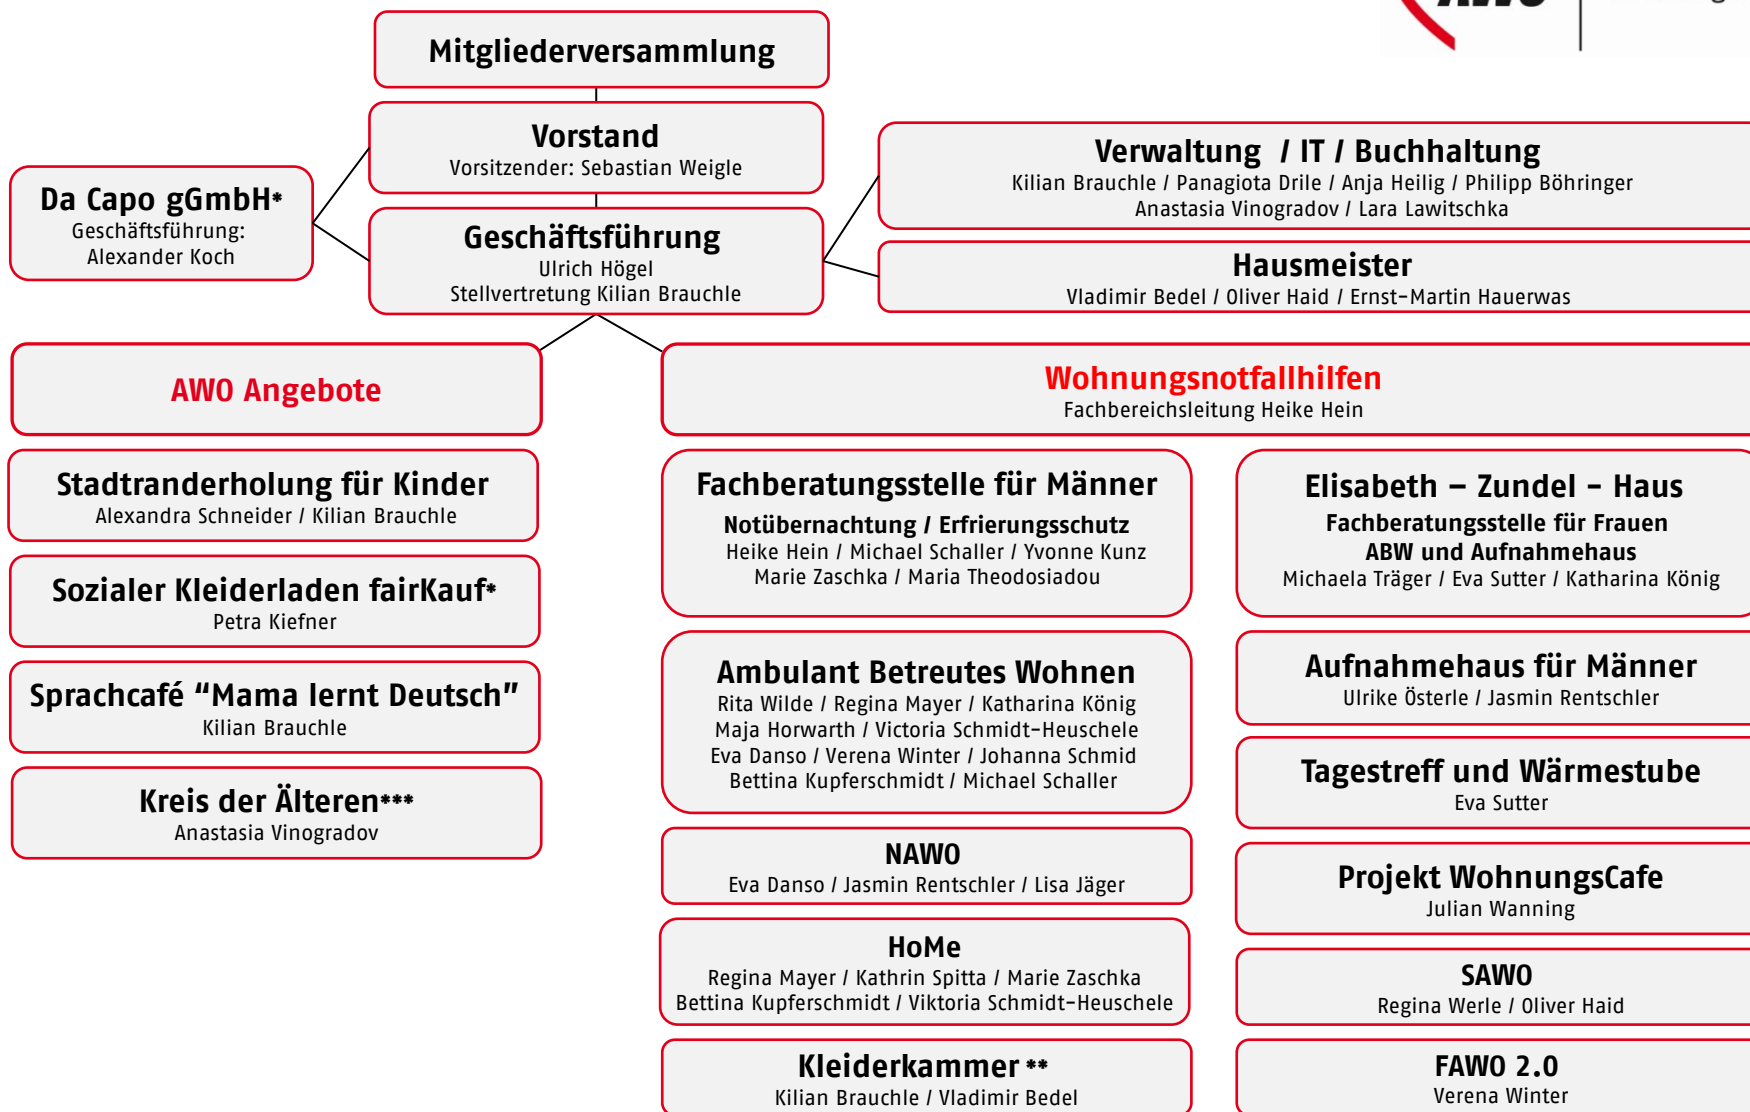 AWO
Mitgliederversammlung
Vorstand
Vorsitzender: Sebastian Weigle
Da Capo gGmbH*
Geschäftsführung:
Alexander Koch
Geschäftsführung
Ulrich Högel
Stellvertretung Kilian Brauchle
Verwaltung / IT / Buchhaltung
Kilian Brauchle / Panagiota Drile / Anja Heilig / Philipp Böhringer
Anastasia Vinogradov / Lara Lawitschka
Hausmeister
Vladimir Bedel / Oliver Haid / Ernst-Martin Hauerwas
AWO Angebote
Stadtranderholung für Kinder
Alexandra Schneider / Kilian Brauchle
Sozialer Kleiderladen fairKauf*
Petra Kiefner
Sprachcafé “Mama lernt Deutsch”
Kilian Brauchle
Kreis der Älteren***
Anastasia Vinogradov
Wohnungsnotfallhilfen
Fachbereichsleitung Heike Hein
Fachberatungsstelle für Männer
Notübernachtung / Erfrierungsschutz
Heike Hein / Michael Schaller / Yvonne Kunz
Marie Zaschka / Maria Theodosiadou
Ambulant Betreutes Wohnen
Rita Wilde / Regina Mayer / Katharina König
Maja Horwarth / Victoria Schmidt-Heuschele
Eva Danso / Verena Winter / Johanna Schmid
Bettina Kupferschmidt / Michael Schaller
NAWO
Eva Danso / Jasmin Rentschler / Lisa Jäger
HoMe
Regina Mayer / Kathrin Spitta / Marie Zaschka
Bettina Kupferschmidt / Viktoria Schmidt-Heuschele
Kleiderkammer **
Kilian Brauchle / Vladimir Bedel
Elisabeth – Zundel - Haus
Fachberatungsstelle für Frauen
ABW und Aufnahmehaus
Michaela Träger / Eva Sutter / Katharina König
Aufnahmehaus für Männer
Ulrike Österle / Jasmin Rentschler
Tagestreff und Wärmestube
Eva Sutter
Projekt WohnungsCafe
Julian Wanning
SAWO
Regina Werle / Oliver Haid
FAWO 2.0
Verena Winter